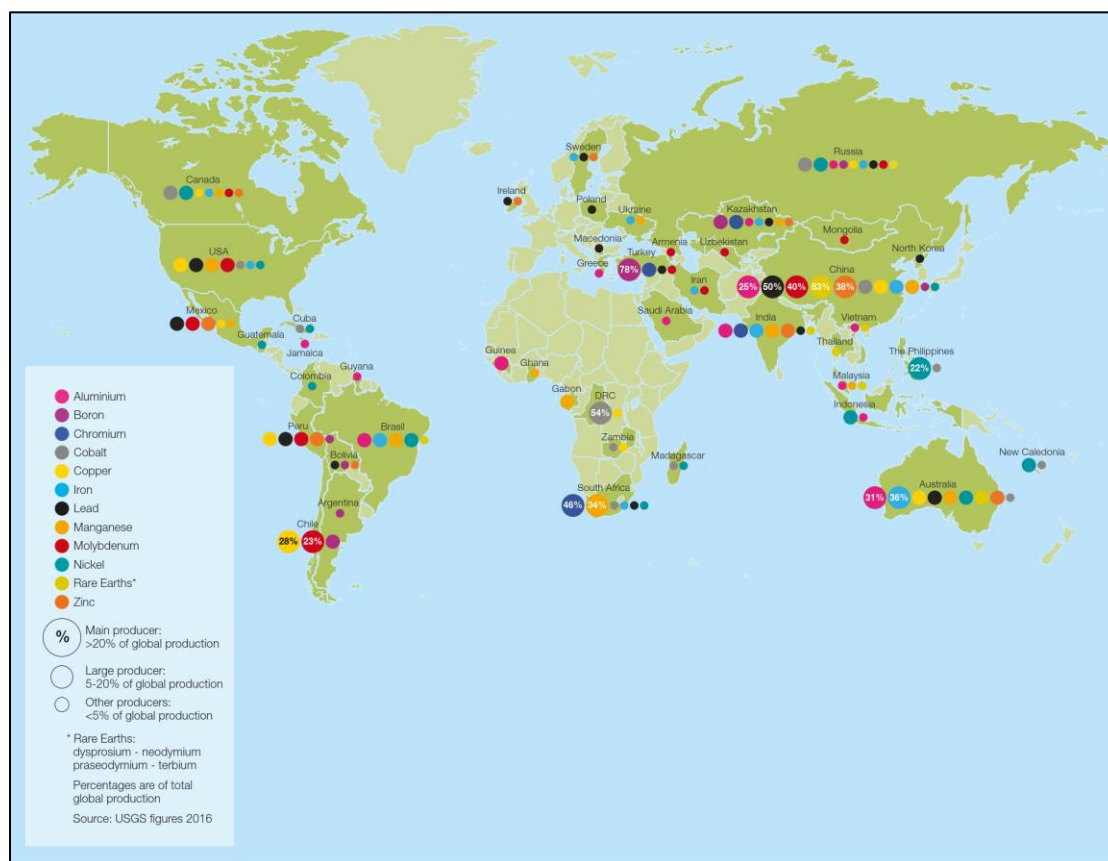 Sweden
Russia
Canada
Ireland
Poland
Kazakhstan
Ukraine
Mongolia
Macedonia
Armenia
Uzbekistan
North Korea
USA
Turkey
78%
Greece
China
25% 50% 40% 83% 38%
Iran
Mexico
Saudi Arabia
India
Vietnam
Cuba
Guatemala
Jamaica
Thailand
Guinea
Ghana
The Philippines
22%
Guyana
Colombia
Malaysia
Gabon
DRC
54%
Indonesia
Peru
Brasil
Zambia
Bolivia
Madagascar
New Caledonia
South Africa
46% 34%
Australia
31% 36%
Argentina
Chile
28% 23%
Aluminium
Boron
Chromium
Cobalt
Copper
Iron
Lead
Manganese
Molybdenum
Nickel
Rare Earths*
Zinc
%
Main producer:
>20% of global production
Large producer:
5-20% of global production
Other producers:
<5% of global production
* Rare Earths:
dysprosium - neodymium
praseodymium - terbium
Percentages are of total
global production
Source: USGS figures 2016